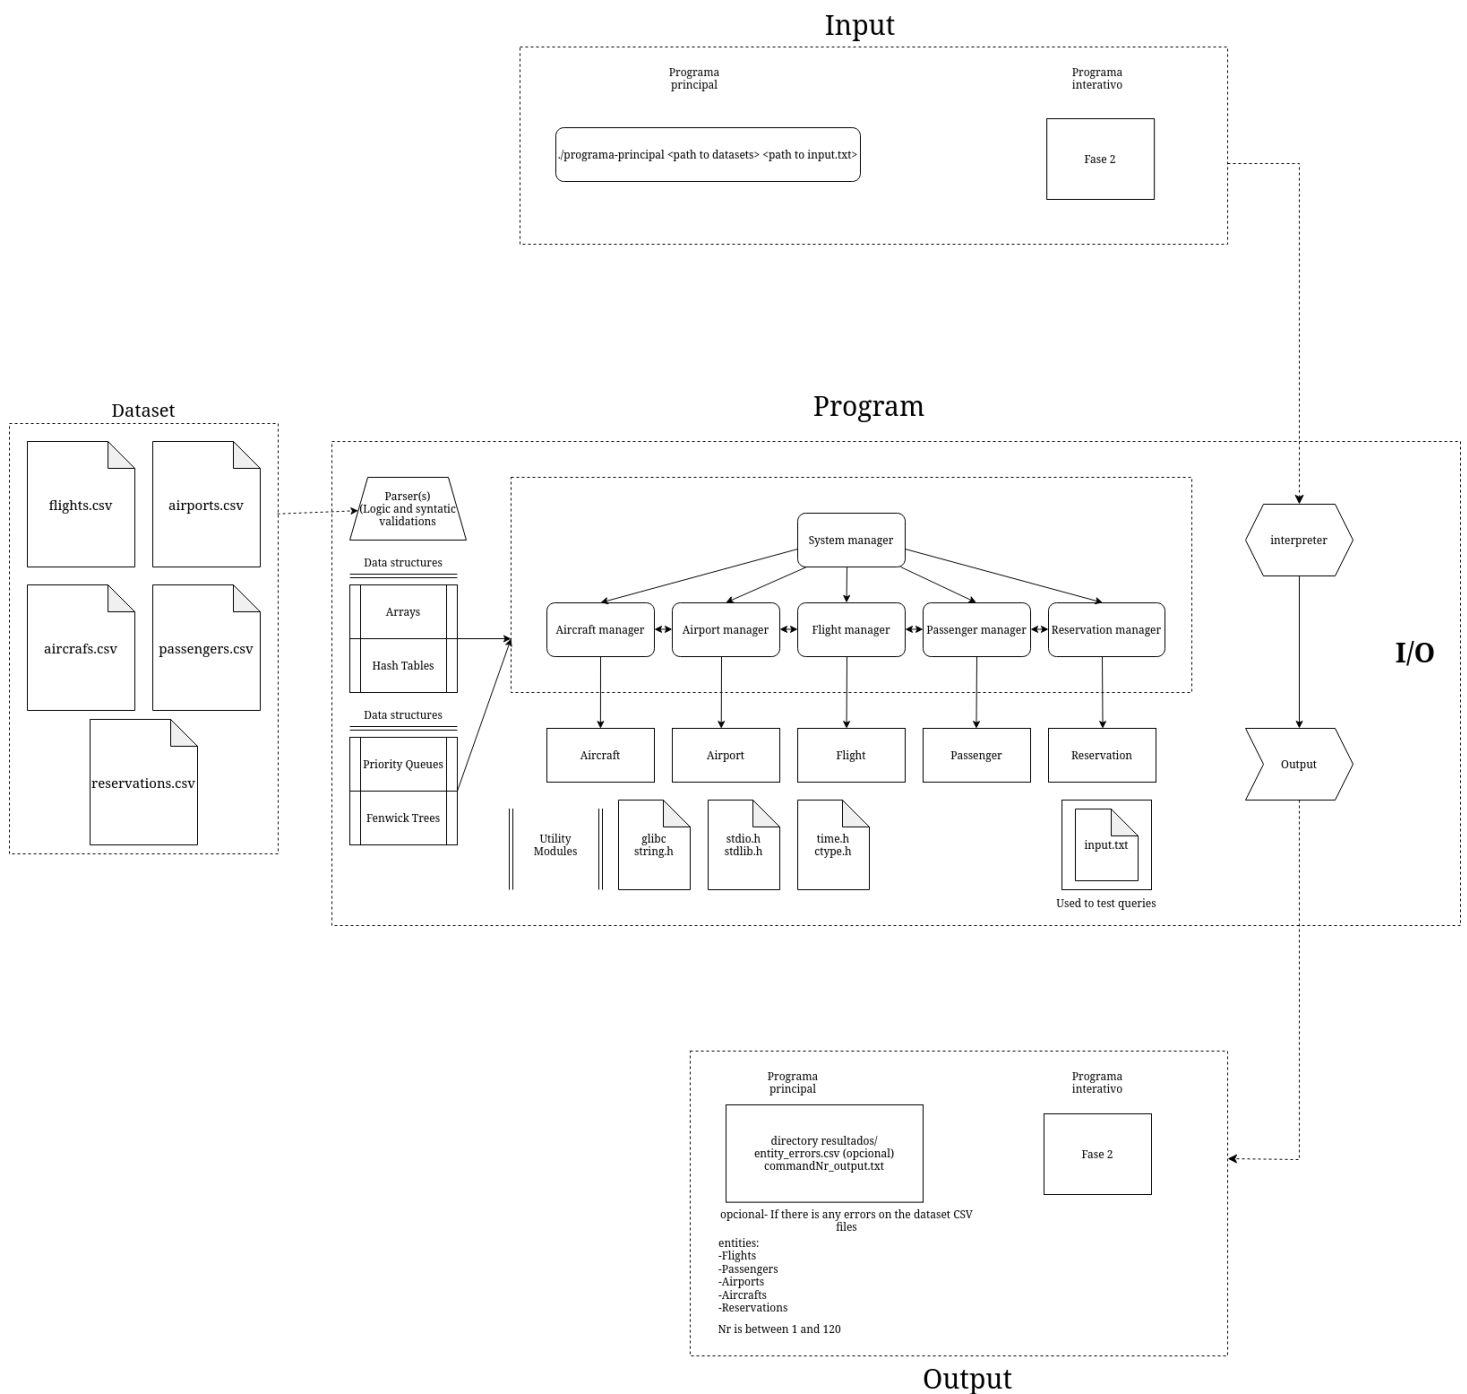 Input
Programa
principal
Programa
interativo
./programa-principal <path to datasets> <path to input.txt>
Fase 2
Dataset
flights.csv
airports.csv
aircrafs.csv
passengers.csv
reservations.csv
Program
Parser(s)
(Logic and syntatic
validations
Data structures
Arrays
Hash Tables
Data structures
Priority Queues
Fenwick Trees
System manager
Aircraft manager
Airport manager
Flight manager
Passenger manager
Reservation manager
Aircraft
Airport
Flight
Passenger
Reservation
Utility
Modules
glibc
string.h
stdio.h
stdlib.h
time.h
ctype.h
input.txt
Used to test queries
interpreter
I/O
Output
Programa
principal
Programa
interativo
directory resultados/
entity_errors.csv (opcional)
commandNr_output.txt
Fase 2
opcional- If there is any errors on the dataset CSV
files
entities:
-Flights
-Passengers
-Airports
-Aircrafts
-Reservations
Nr is between 1 and 120
Output